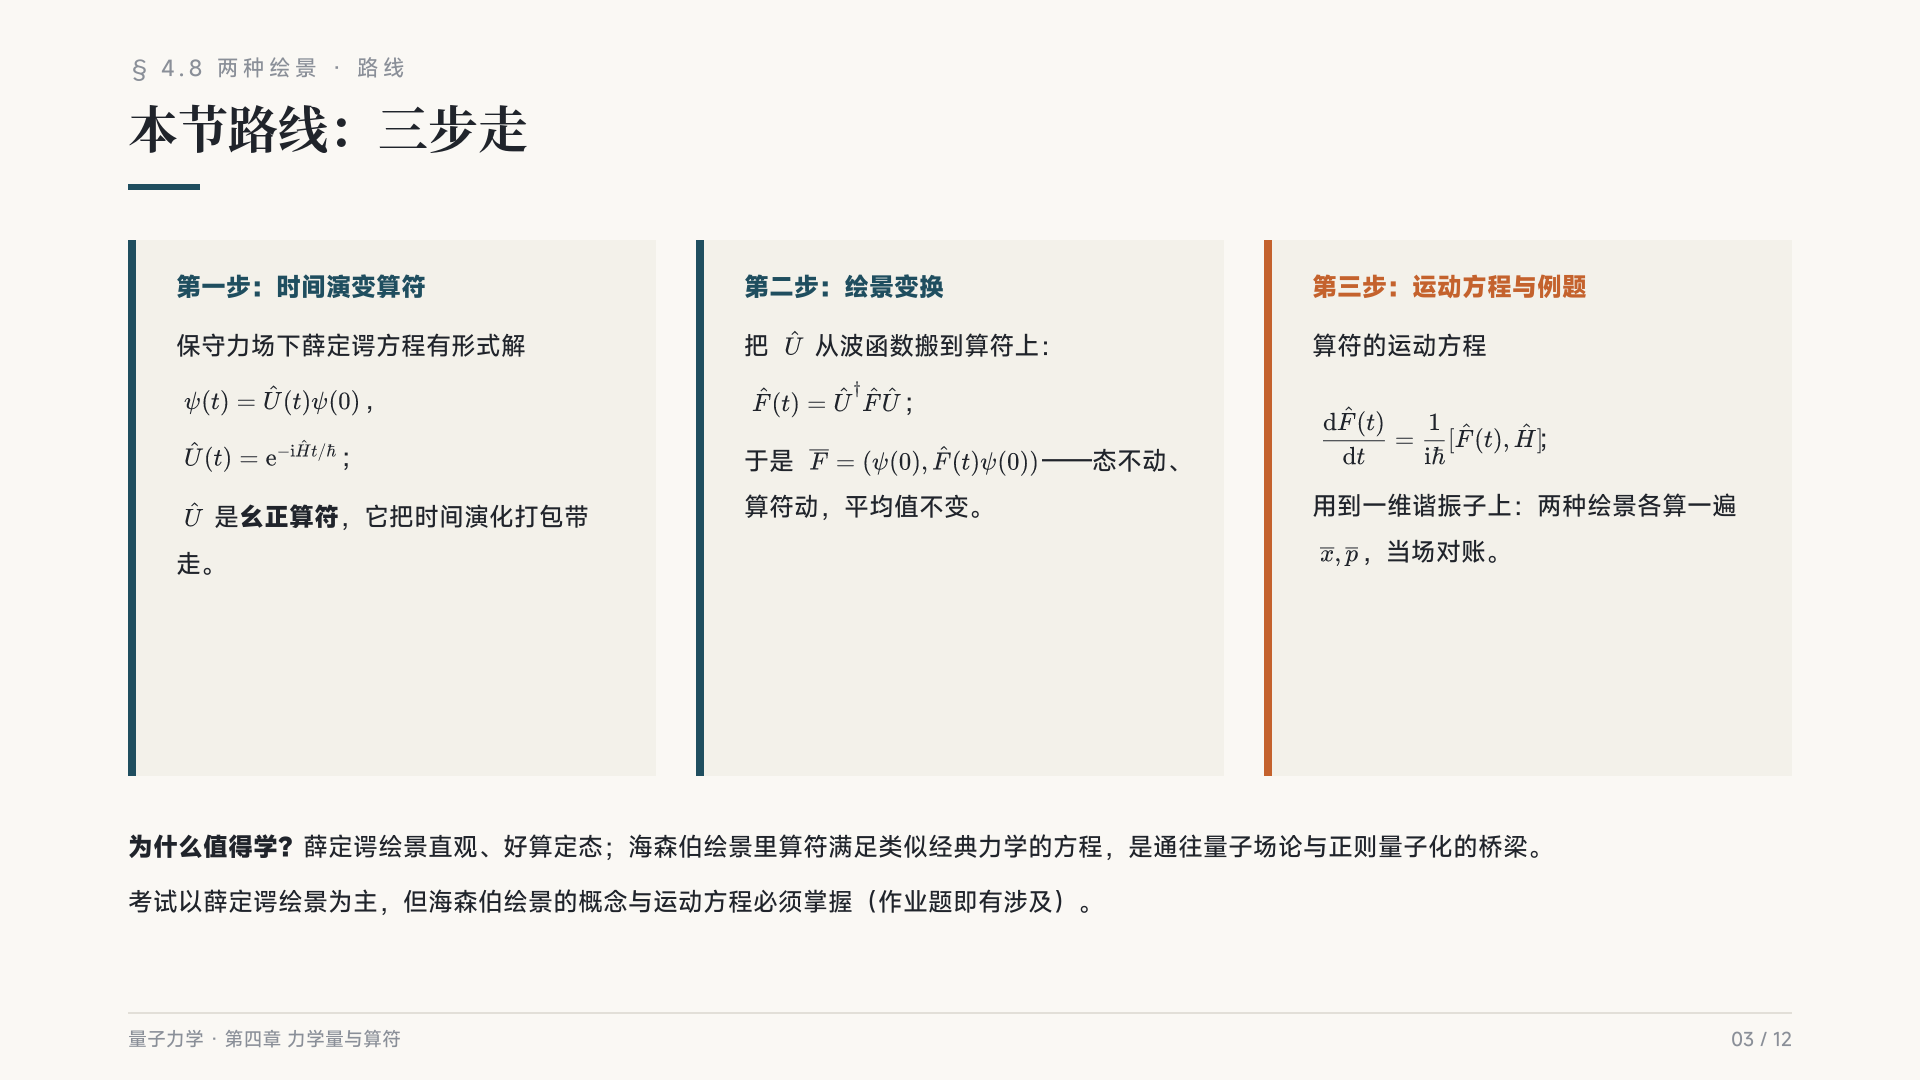 § 4.8 两种绘景 · 路线
本节路线：三步走
第一步：时间演变算符
保守力场下薛定谔方程有形式解
ψ(t) = Û(t)ψ(0)，
Û(t) = e^{−iĤt/ħ}；
Û 是幺正算符，它把时间演化打包带
走。
第二步：绘景变换
把 Û 从波函数搬到算符上：
F̂(t) = Û†F̂Û；
于是 F̅ = (ψ(0), F̂(t)ψ(0))——态不动、
算符动，平均值不变。
第三步：运动方程与例题
算符的运动方程
dF̂(t)/dt = 1/iħ [F̂(t), Ĥ]；
用到一维谐振子上：两种绘景各算一遍
x̅, p̅，当场对账。
为什么值得学？薛定谔绘景直观、好算定态；海森伯绘景里算符满足类似经典力学的方程，是通往量子场论与正则量子化的桥梁。
考试以薛定谔绘景为主，但海森伯绘景的概念与运动方程必须掌握（作业题即有涉及）。
量子力学 · 第四章 力学量与算符
03 / 12